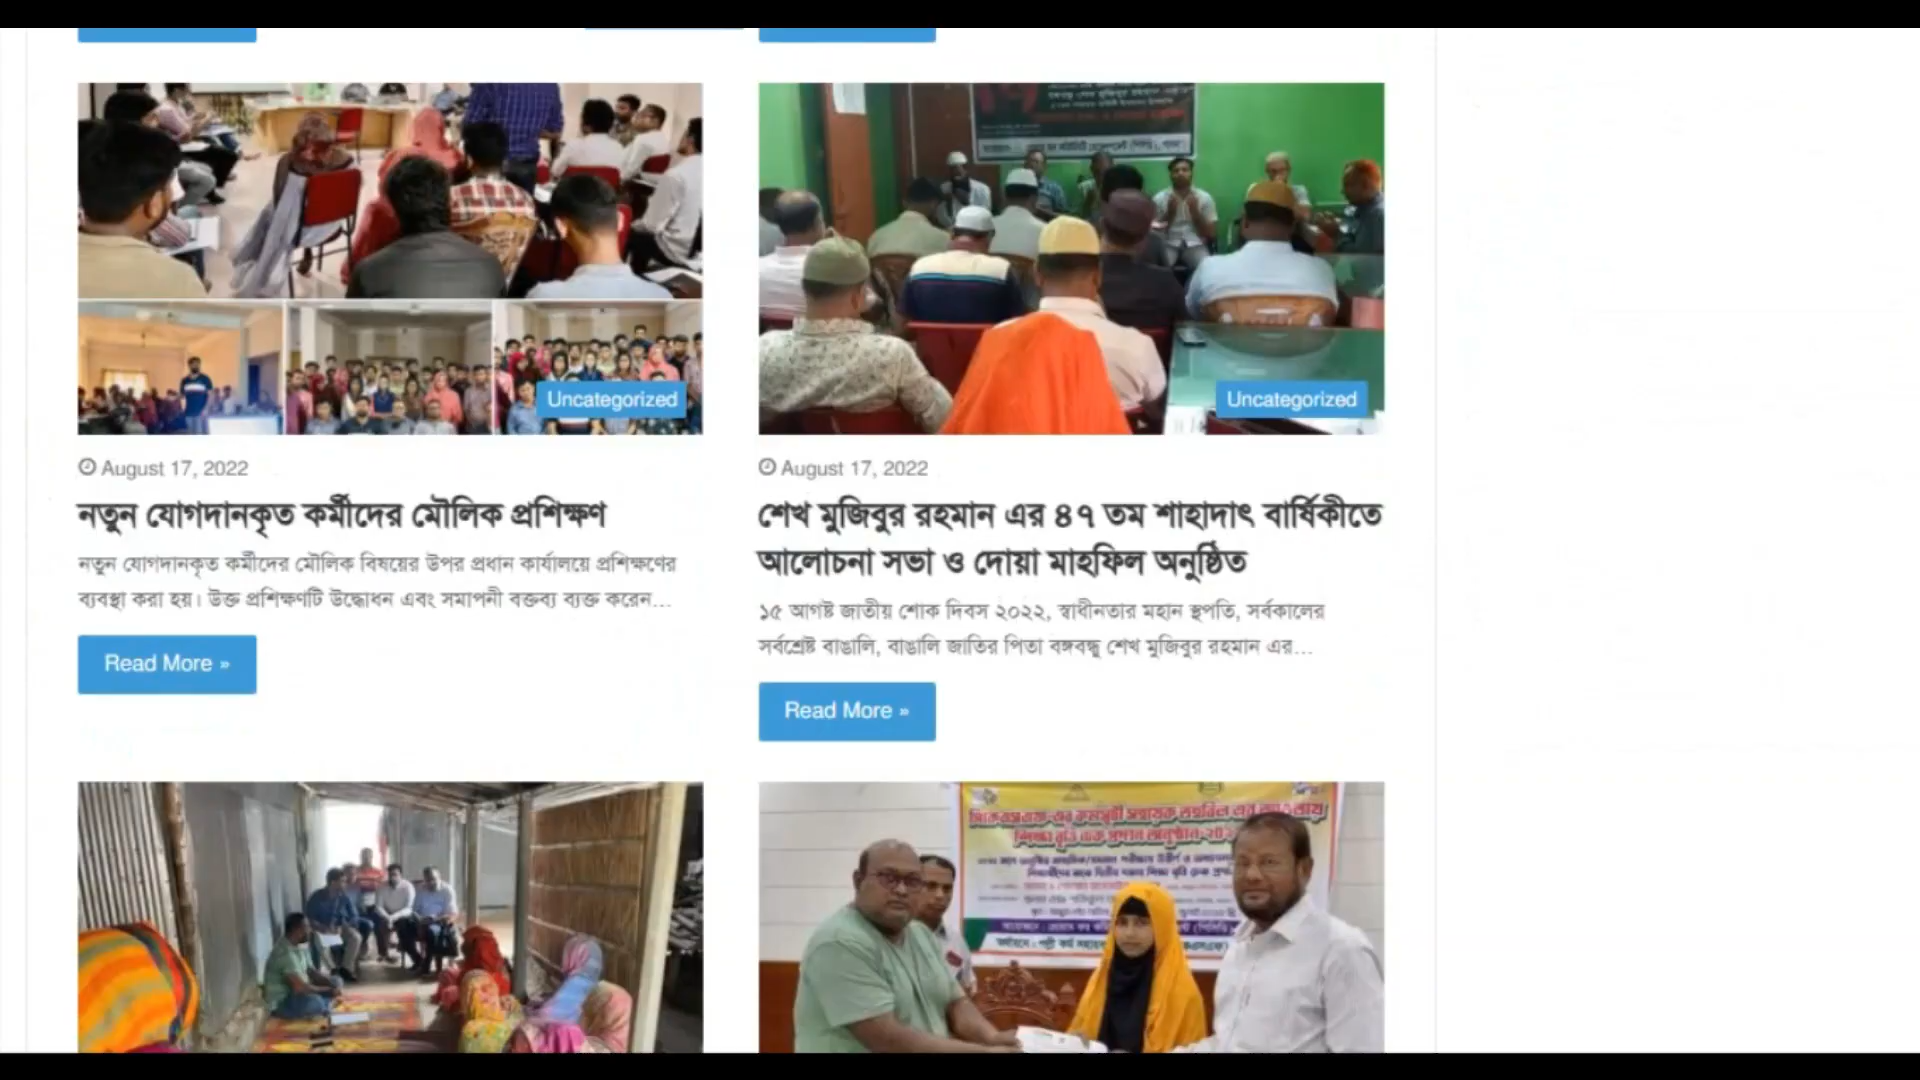 Uncategorized
August 17, 2022
নতুন যোগদানকৃত কর্মীদের মৌলিক প্রশিক্ষণ
নতুন যোগদানকৃত কর্মীদের মৌলিক বিষয়ের উপর প্রধান কার্যালয়ে প্রশিক্ষণের
ব্যবস্থা করা হয়। উক্ত প্রশিক্ষণটি উদ্ধোধন এবং সমাপনী বক্তব্য ব্যক্ত করেন...
Read More »
Uncategorized
August 17, 2022
শেখ মুজিবুর রহমান এর ৪৭ তম শাহাদাৎ বার্ষিকীতে
আলোচনা সভা ও দোয়া মাহফিল অনুষ্ঠিত
১৫ আগষ্ট জাতীয় শোক দিবস ২০২২, স্বাধীনতার মহান স্থপতি, সর্বকালের
সর্বশ্রেষ্ট বাঙালি, বাঙালি জাতির পিতা বঙ্গবন্ধু শেখ মুজিবুর রহমান এর...
Read More »